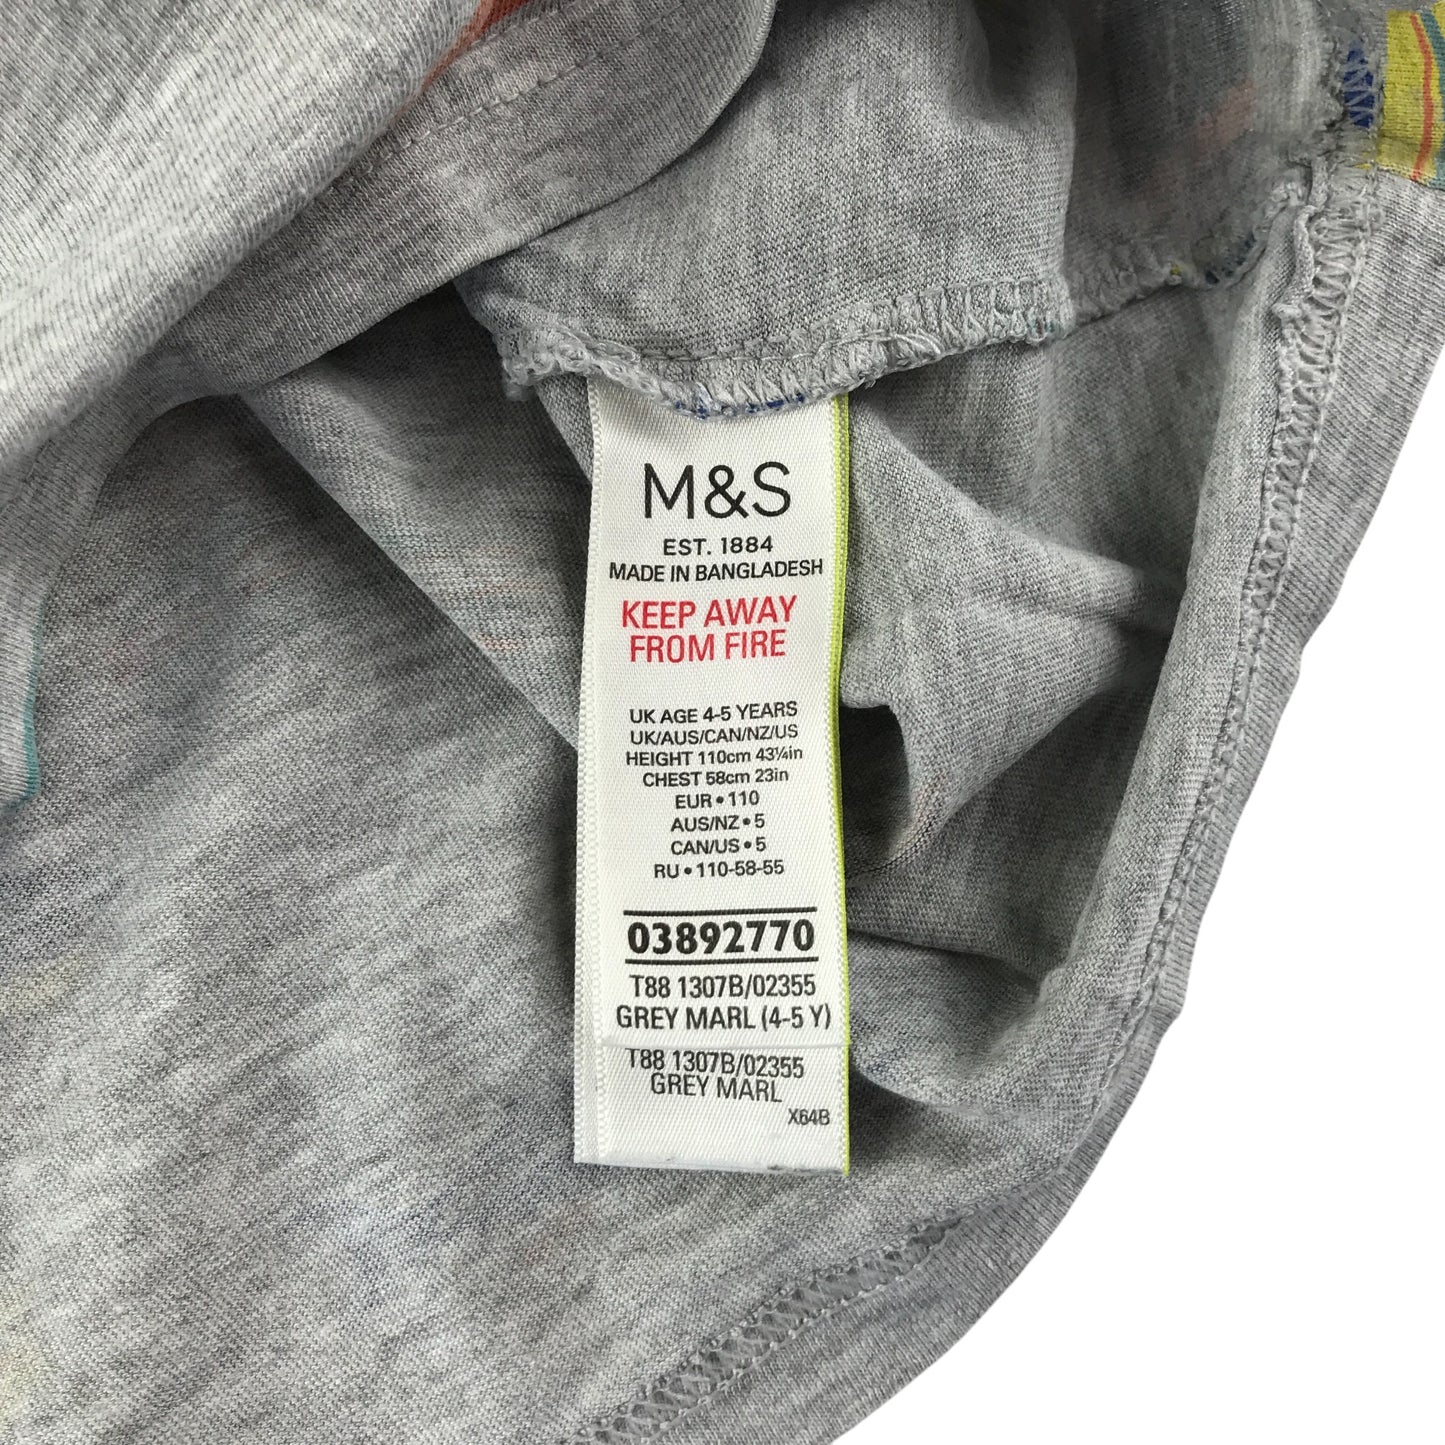 M&S
EST. 1884
MADE IN BANGLADESH
KEEP AWAY
FROM FIRE
UK AGE 4-5 YEARS
UK/AUS/CAN/NZ/US
HEIGHT 110cm 43¼in
CHEST 58cm 23in
EUR • 110
AUS/NZ • 5
CAN/US • 5
RU • 110-58-55
03892770
T88 1307B/02355
GREY MARL (4-5 Y)
T88 1307B/02355
GREY MARL
X64B